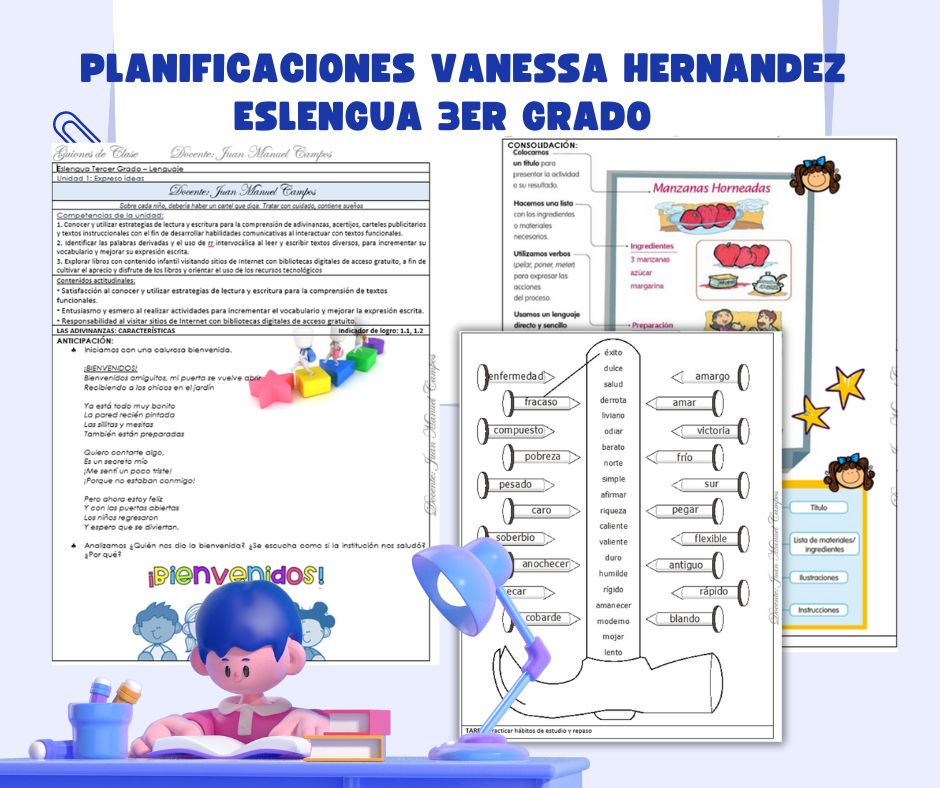 PLANIFICACIONES VANESSA HERNANDEZ
ESLENGUA 3ER GRADO
Guiones de Clase Docente: Juan Manuel Campos
Eslengua Tercer Grado – Lenguaje
Unidad 1: Expreso ideas
Docente: Juan Manuel Campos
Sobre cada niño, debería haber un cartel que diga: Tratar con cuidado, contiene sueños
Competencias de la unidad:
1. Conocer y utilizar estrategias de lectura y escritura para la comprensión de adivinanzas, acertijos, carteles publicitarios
y textos instruccionales con el fin de desarrollar habilidades comunicativas al interactuar con textos funcionales.
2. Identificar las palabras derivadas y el uso de rr intervocálica al leer y escribir textos diversos, para incrementar su
vocabulario y mejorar su expresión escrita.
3. Explorar libros con contenido infantil visitando sitios de Internet con bibliotecas digitales de acceso gratuito, a fin de
cultivar el aprecio y disfrute de los libros y orientar el uso de los recursos tecnológicos
Contenidos actitudinales:
• Satisfacción al conocer y utilizar estrategias de lectura y escritura para la comprensión de textos
funcionales.
• Entusiasmo y esmero al realizar actividades para incrementar el vocabulario y mejorar la expresión escrita.
• Responsabilidad al visitar sitios de Internet con bibliotecas digitales de acceso gratuito.
LAS ADIVINANZAS: CARACTERÍSTICAS Indicador de logro: 1.1, 1.2
ANTICIPACIÓN:
♣ Iniciamos con una calurosa bienvenida.
¡BIENVENIDOS!
Bienvenidos amiguitos, mi puerta se vuelve abrir
Recibiendo a los chicos en el jardín
Ya está todo muy bonito
La pared recién pintada
Las sillitas y mesitas
También están preparadas
Quiero contarte algo,
Es un secreto mío
¡Me sentí un poco triste!
¡Porque no estaban conmigo!
Pero ahora estoy feliz
Y con las puertas abiertas
Los niños regresaron
Y espero que se diviertan.
♣ Analizamos ¿Quién nos dio la bienvenida? ¿Se escucha como si la institución nos saludó?
¿Por qué?
¡Bienvenidos!
Docente: Juan Manuel Campos
CONSOLIDACIÓN:
Colocamos
un título para
presentar la actividad
o su resultado.
Hacemos una lista
con los ingredientes
o materiales
necesarios.
Utilizamos verbos
(pelar, poner, meter)
para expresar las
acciones
del proceso.
Usamos un lenguaje
directo y sencillo
Manzanas Horneadas
Ingredientes
3 manzanas
azúcar
margarina
Preparación
Título
Lista de materiales/
ingredientes
Ilustraciones
Instrucciones
éxito
dulce
salud
derrota
liviano
odiar
barato
norte
simple
afirmar
riqueza
caliente
valiente
duro
humilde
rígido
amanecer
moderno
mojar
lento
enfermedad
fracaso
compuesto
pobreza
pesado
caro
soberbio
anochecer
ecar
cobarde
amargo
amar
victoria
frío
sur
pegar
flexible
antiguo
rápido
blando
Docente: Juan Manuel Campos
TARE practicar hábitos de estudio y repaso